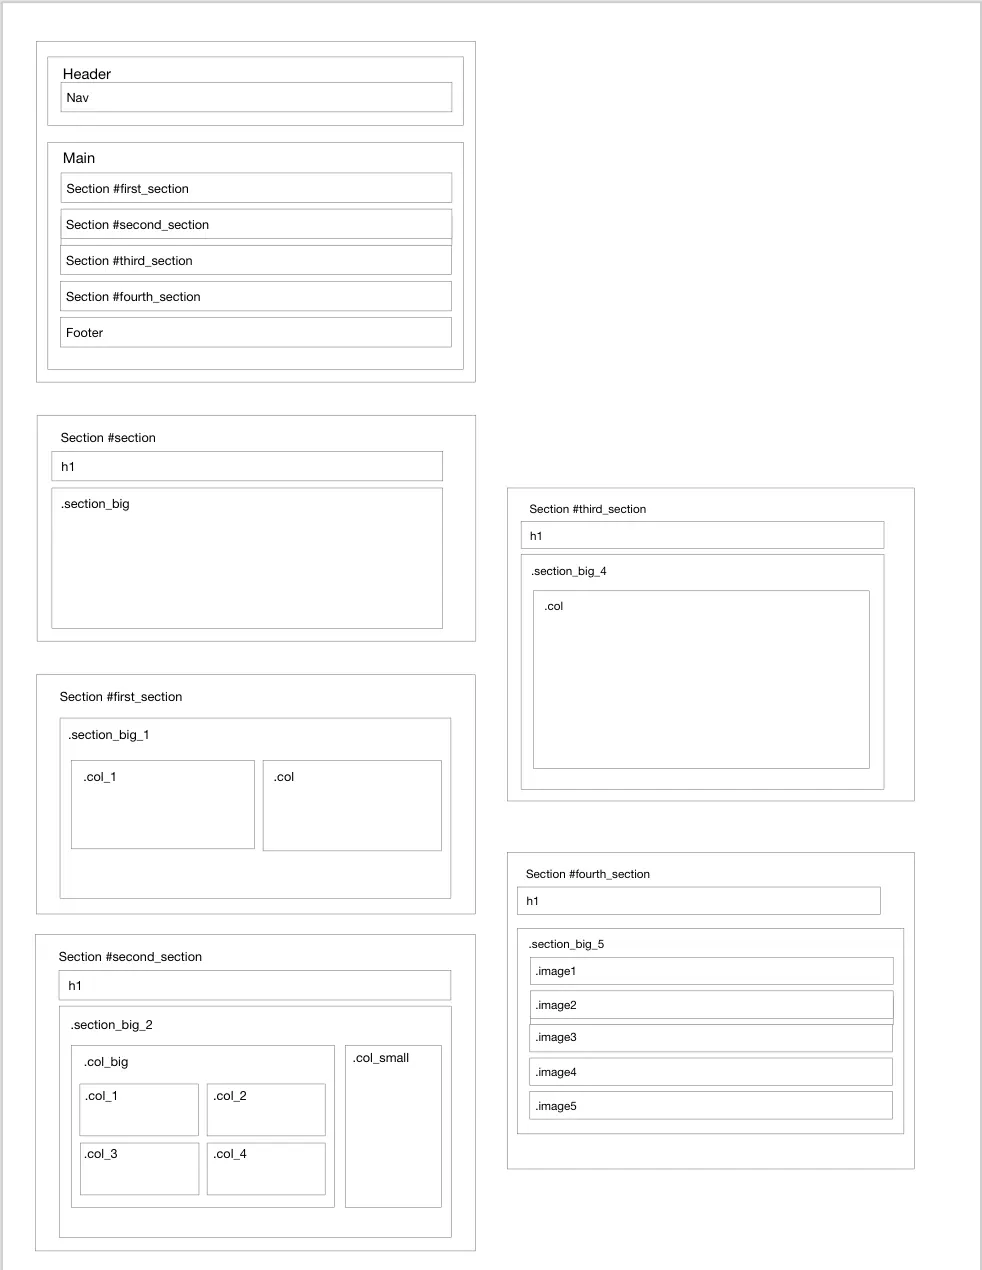 Header
Nav
Main
Section #first_section
Section #second_section
Section #third_section
Section #fourth_section
Footer
Section #section
h1
.section_big
Section #first_section
.section_big_1
.col_1
.col
Section #second_section
h1
.section_big_2
.col_big
.col_1
.col_2
.col_3
.col_4
.col_small
Section #third_section
h1
.section_big_4
.col
Section #fourth_section
h1
.section_big_5
.image1
.image2
.image3
.image4
.image5